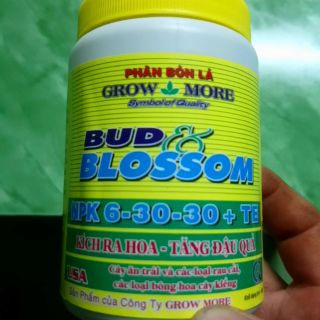 PHÂN BÓN LÁ
GROW MORE
Symbol of Quality
BUD &
BLOSSOM
NPK 6-30-30 + TE
KÍCH RA HOA - TĂNG ĐẬU QUẢ
Cây ăn trái và các loại rau cải,
các loại bông hoa cây kiểng
Sản Phẩm của Công Ty GROW MORE